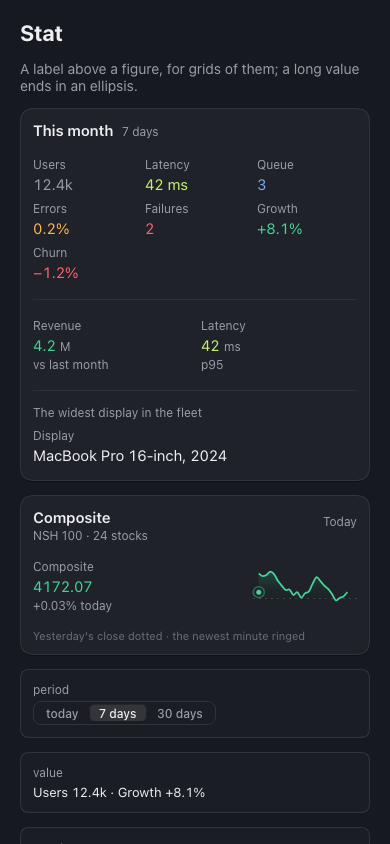 Stat
A label above a figure, for grids of them; a long value
ends in an ellipsis.
This month 7 days
Users Latency Queue
12.4k 42 ms 3
Errors Failures Growth
0.2% 2 +8.1%
Churn
−1.2%
Revenue Latency
4.2 M 42 ms
vs last month p95
The widest display in the fleet
Display
MacBook Pro 16-inch, 2024
Composite Today
NSH 100 · 24 stocks
Composite
4172.07
+0.03% today
Yesterday's close dotted · the newest minute ringed
period
today 7 days 30 days
value
Users 12.4k · Growth +8.1%